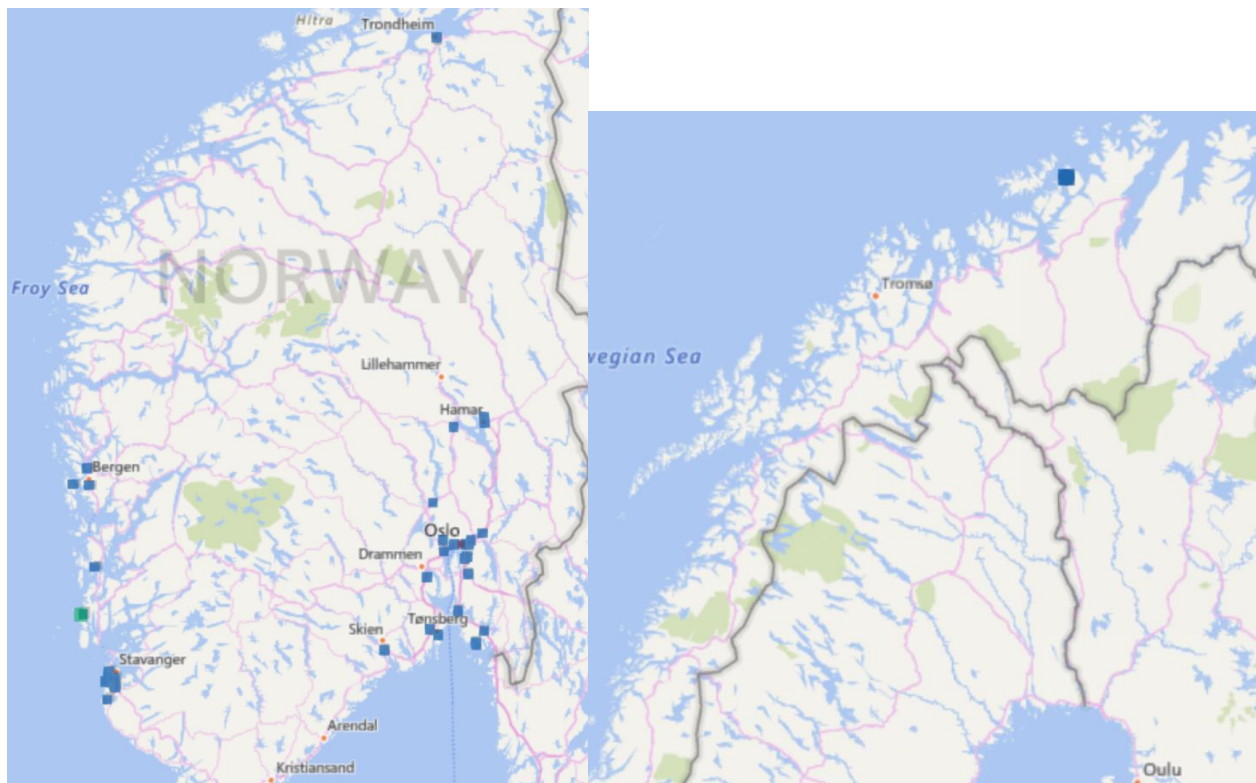 Hitra
Trondheim
Froy Sea
NORWAY
Lillehammer
Hamar
Bergen
Oslo
Drammen
Tønsberg
Skien
Stavanger
Arendal
Kristiansand
Tromsø
wegian Sea
Oulu